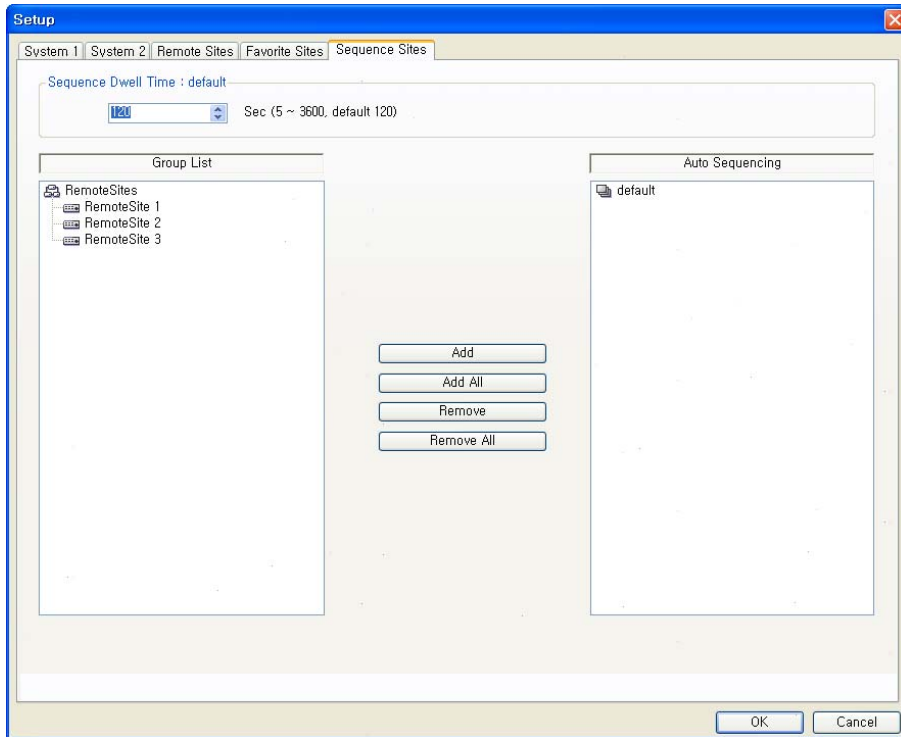 Setup
System 1 System 2 Remote Sites Favorite Sites Sequence Sites
Sequence Dwell Time : default
120 Sec (5 ~ 3600, default 120)
Group List
RemoteSites
RemoteSite 1
RemoteSite 2
RemoteSite 3
Add
Add All
Remove
Remove All
Auto Sequencing
default
OK Cancel